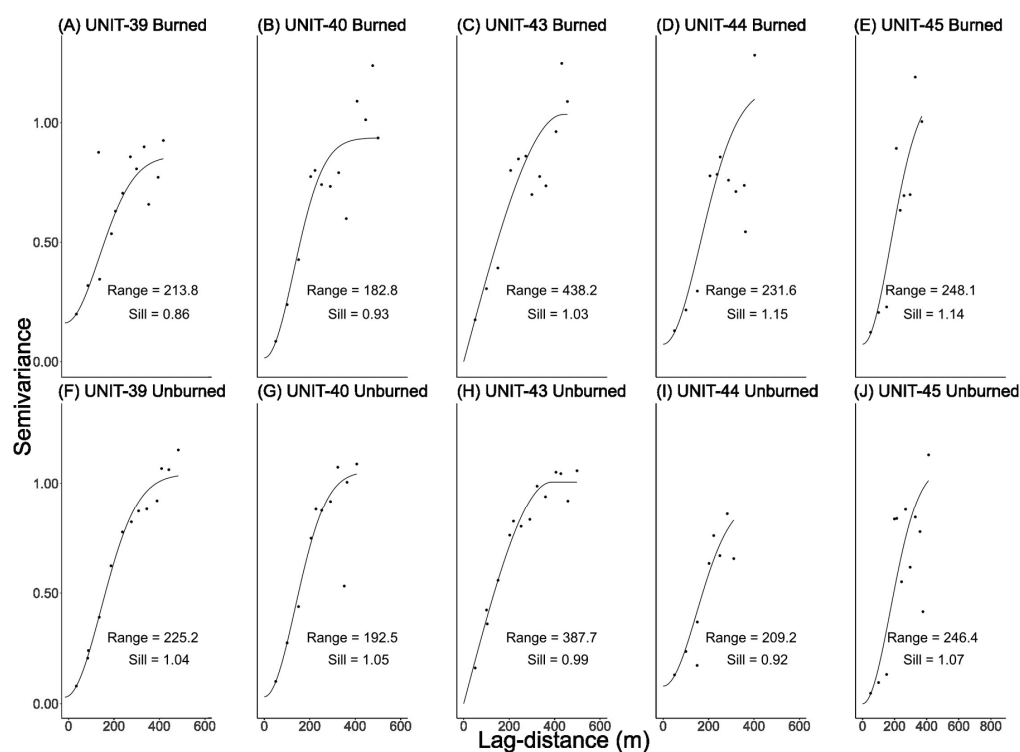 (A) UNIT-39 Burned
(B) UNIT-40 Burned
(C) UNIT-43 Burned
(D) UNIT-44 Burned
(E) UNIT-45 Burned
1.00
0.50
0.00
Range = 213.8
Sill = 0.86
Range = 182.8
Sill = 0.93
Range = 438.2
Sill = 1.03
Range = 231.6
Sill = 1.15
Range = 248.1
Sill = 1.14
Semivariance
(F) UNIT-39 Unburned
(G) UNIT-40 Unburned
(H) UNIT-43 Unburned
(I) UNIT-44 Unburned
(J) UNIT-45 Unburned
1.00
0.50
0.00
Range = 225.2
Sill = 1.04
Range = 192.5
Sill = 1.05
Range = 387.7
Sill = 0.99
Range = 209.2
Sill = 0.92
Range = 246.4
Sill = 1.07
0 200 400 600
0 200 400 600
0 200 400 600
0 200 400 600
0 200 400 600 800
Lag-distance (m)